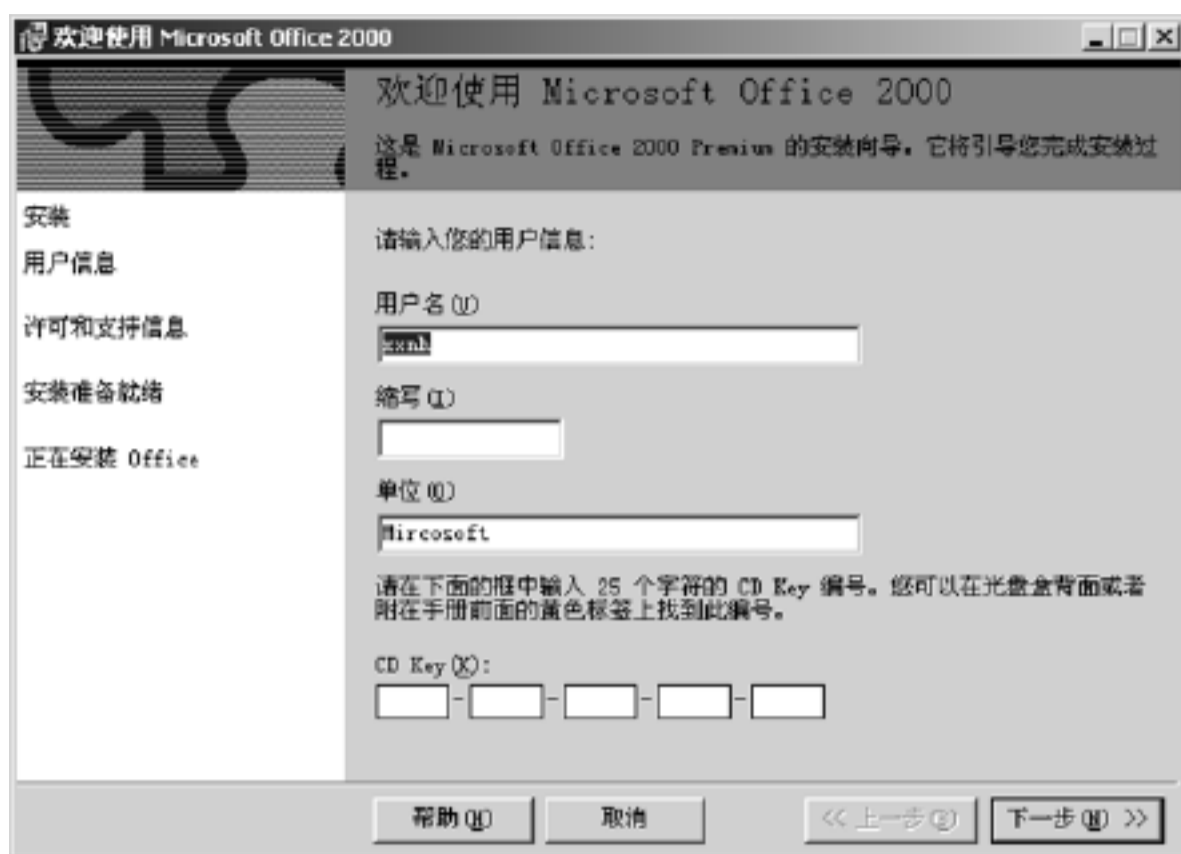 欢迎使用 Microsoft Office 2000
欢迎使用 Microsoft Office 2000
这是 Microsoft Office 2000 Premium 的安装向导。它将引导您完成安装过
程。
安装
用户信息
许可和支持信息
安装准备就绪
正在安装 Office
请输入您的用户信息:
用户名(U)
sxnh
缩写(I)
单位(O)
Mircosoft
请在下面的框中输入 25 个字符的 CD Key 编号。您可以在光盘盒背面或者
附在手册前面的黄色标签上找到此编号。
CD Key(X):
- - - -
帮助(H) 取消 << 上一步(B) 下一步(N) >>